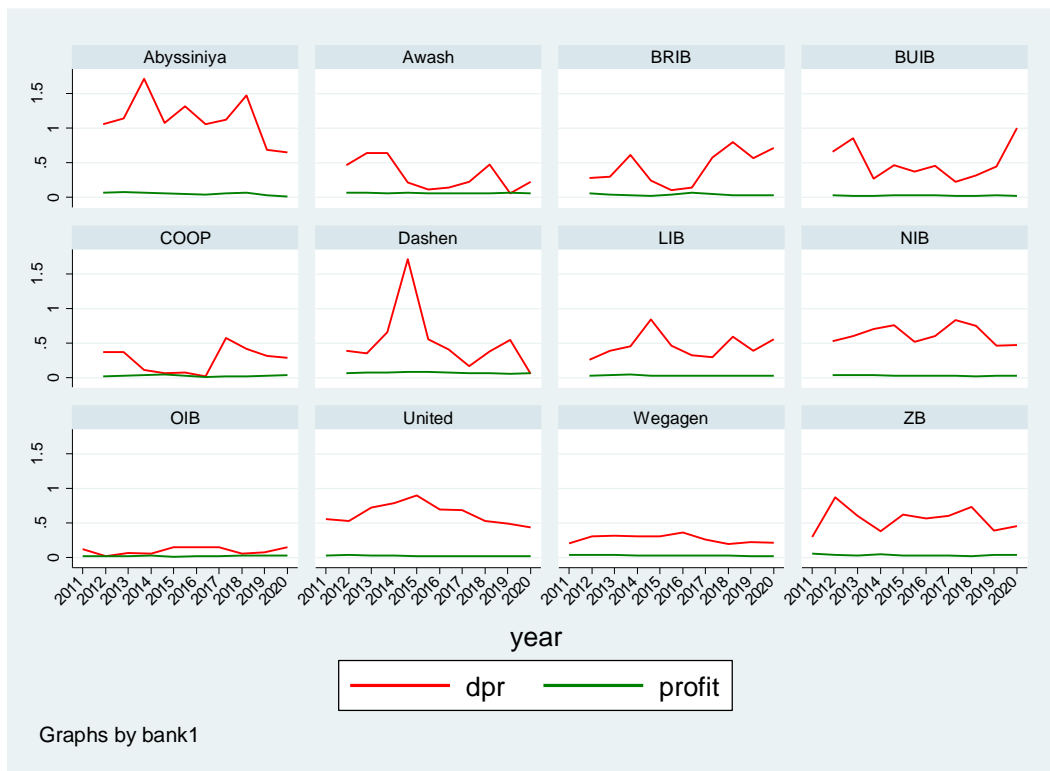 Abyssiniya Awash BRIB BUIB
0 .5 1 1.5
COOP Dashen LIB NIB
0 .5 1 1.5
OIB United Wegagen ZB
0 .5 1 1.5
2011 2012 2013 2014 2015 2016 2017 2018 2019 2020 2011 2012 2013 2014 2015 2016 2017 2018 2019 2020 2011 2012 2013 2014 2015 2016 2017 2018 2019 2020 2011 2012 2013 2014 2015 2016 2017 2018 2019 2020
year
dpr profit
Graphs by bank1